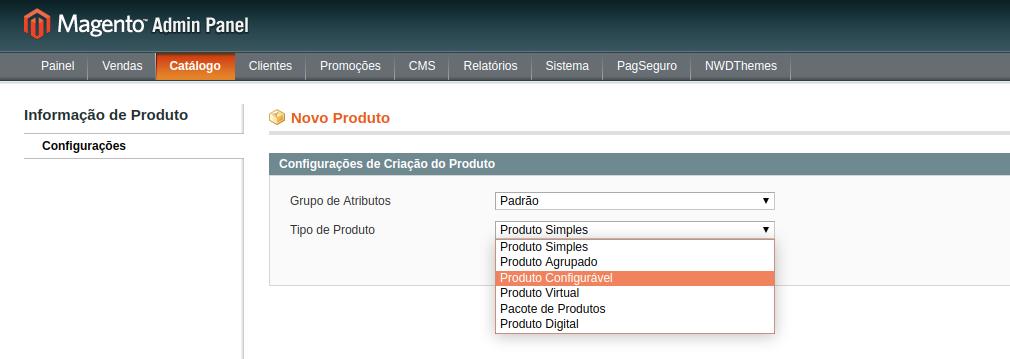 Magento Admin Panel
Painel Vendas Catálogo Clientes Promoções CMS Relatórios Sistema PagSeguro NWDThemes
Informação de Produto
Configurações
Novo Produto
Configurações de Criação do Produto
Grupo de Atributos Padrão
Tipo de Produto Produto Simples
Produto Simples
Produto Agrupado
Produto Configurável
Produto Virtual
Pacote de Produtos
Produto Digital